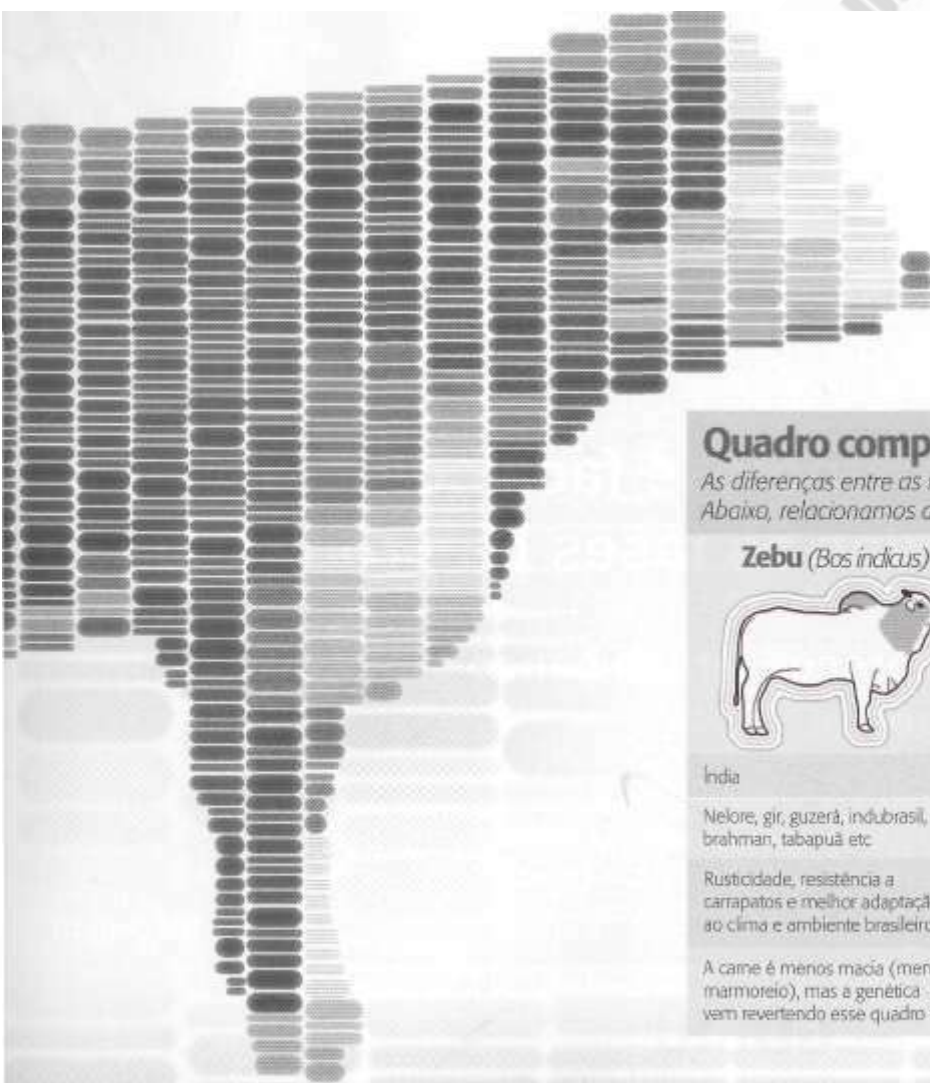 Quadro comp
As diferenças entre as
Abaixo, relacionamos
Zebu (Bos indicus)
Índia
Nelore, gir, guzerá, indubrasil,
brahman, tabapuã etc
Rusticidade, resistência a
carrapatos e melhor adaptaçã
ao clima e ambiente brasileiro
A carne é menos macia (men
marmoreio), mas a genética
vem revertendo esse quadro